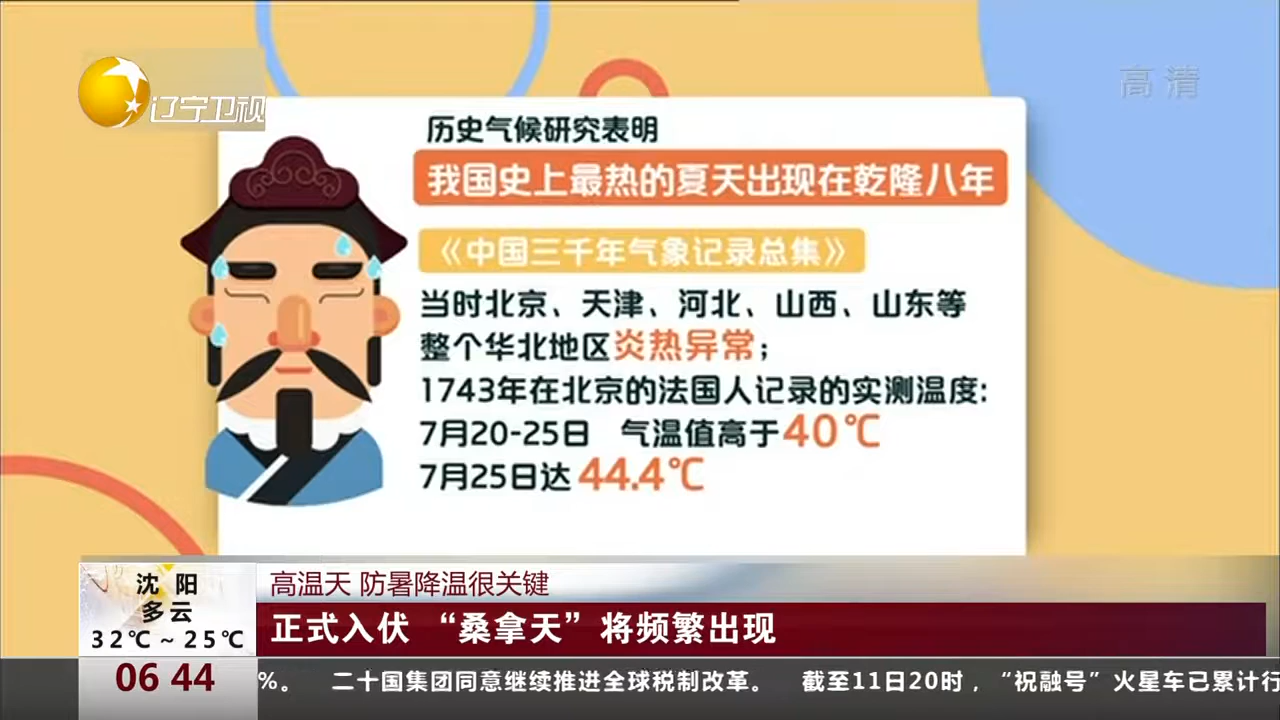 辽宁卫视
高清
历史气候研究表明
我国史上最热的夏天出现在乾隆八年
《中国三千年气象记录总集》
当时北京、天津、河北、山西、山东等
整个华北地区炎热异常；
1743年在北京的法国人记录的实测温度:
7月20-25日 气温值高于40℃
7月25日达 44.4℃
沈阳
多云
32℃~25℃
06 44
高温天 防暑降温很关键
正式入伏 “桑拿天”将频繁出现
%。 二十国集团同意继续推进全球税制改革。 截至11日20时，“祝融号”火星车已累计行